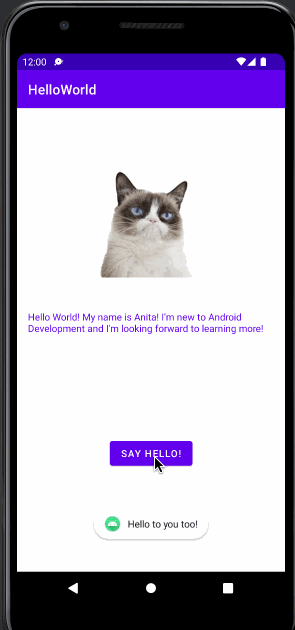 12:00
HelloWorld
Hello World! My name is Anita! I'm new to Android
Development and I'm looking forward to learning more!
SAY HELLO!
Hello to you too!